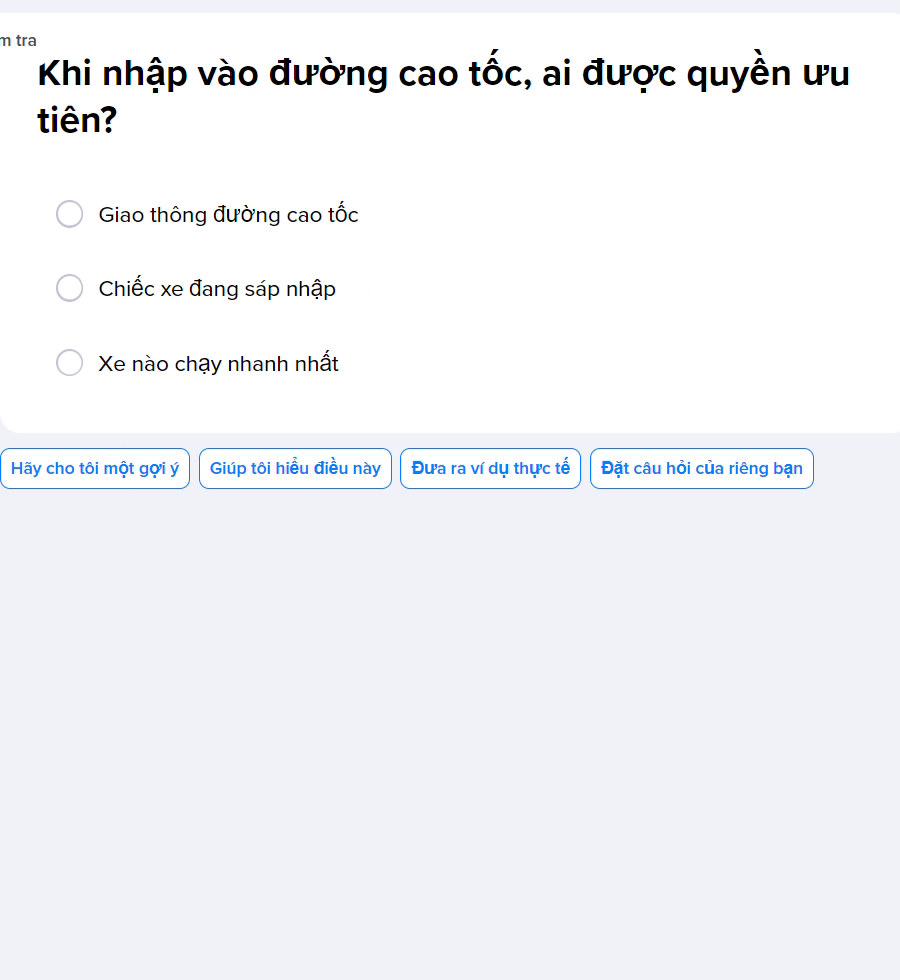 m tra
Khi nhập vào đường cao tốc, ai được quyền ưu
tiên?
Giao thông đường cao tốc
Chiếc xe đang sáp nhập
Xe nào chạy nhanh nhất
Hãy cho tôi một gợi ý
Giúp tôi hiểu điều này
Đưa ra ví dụ thực tế
Đặt câu hỏi của riêng bạn